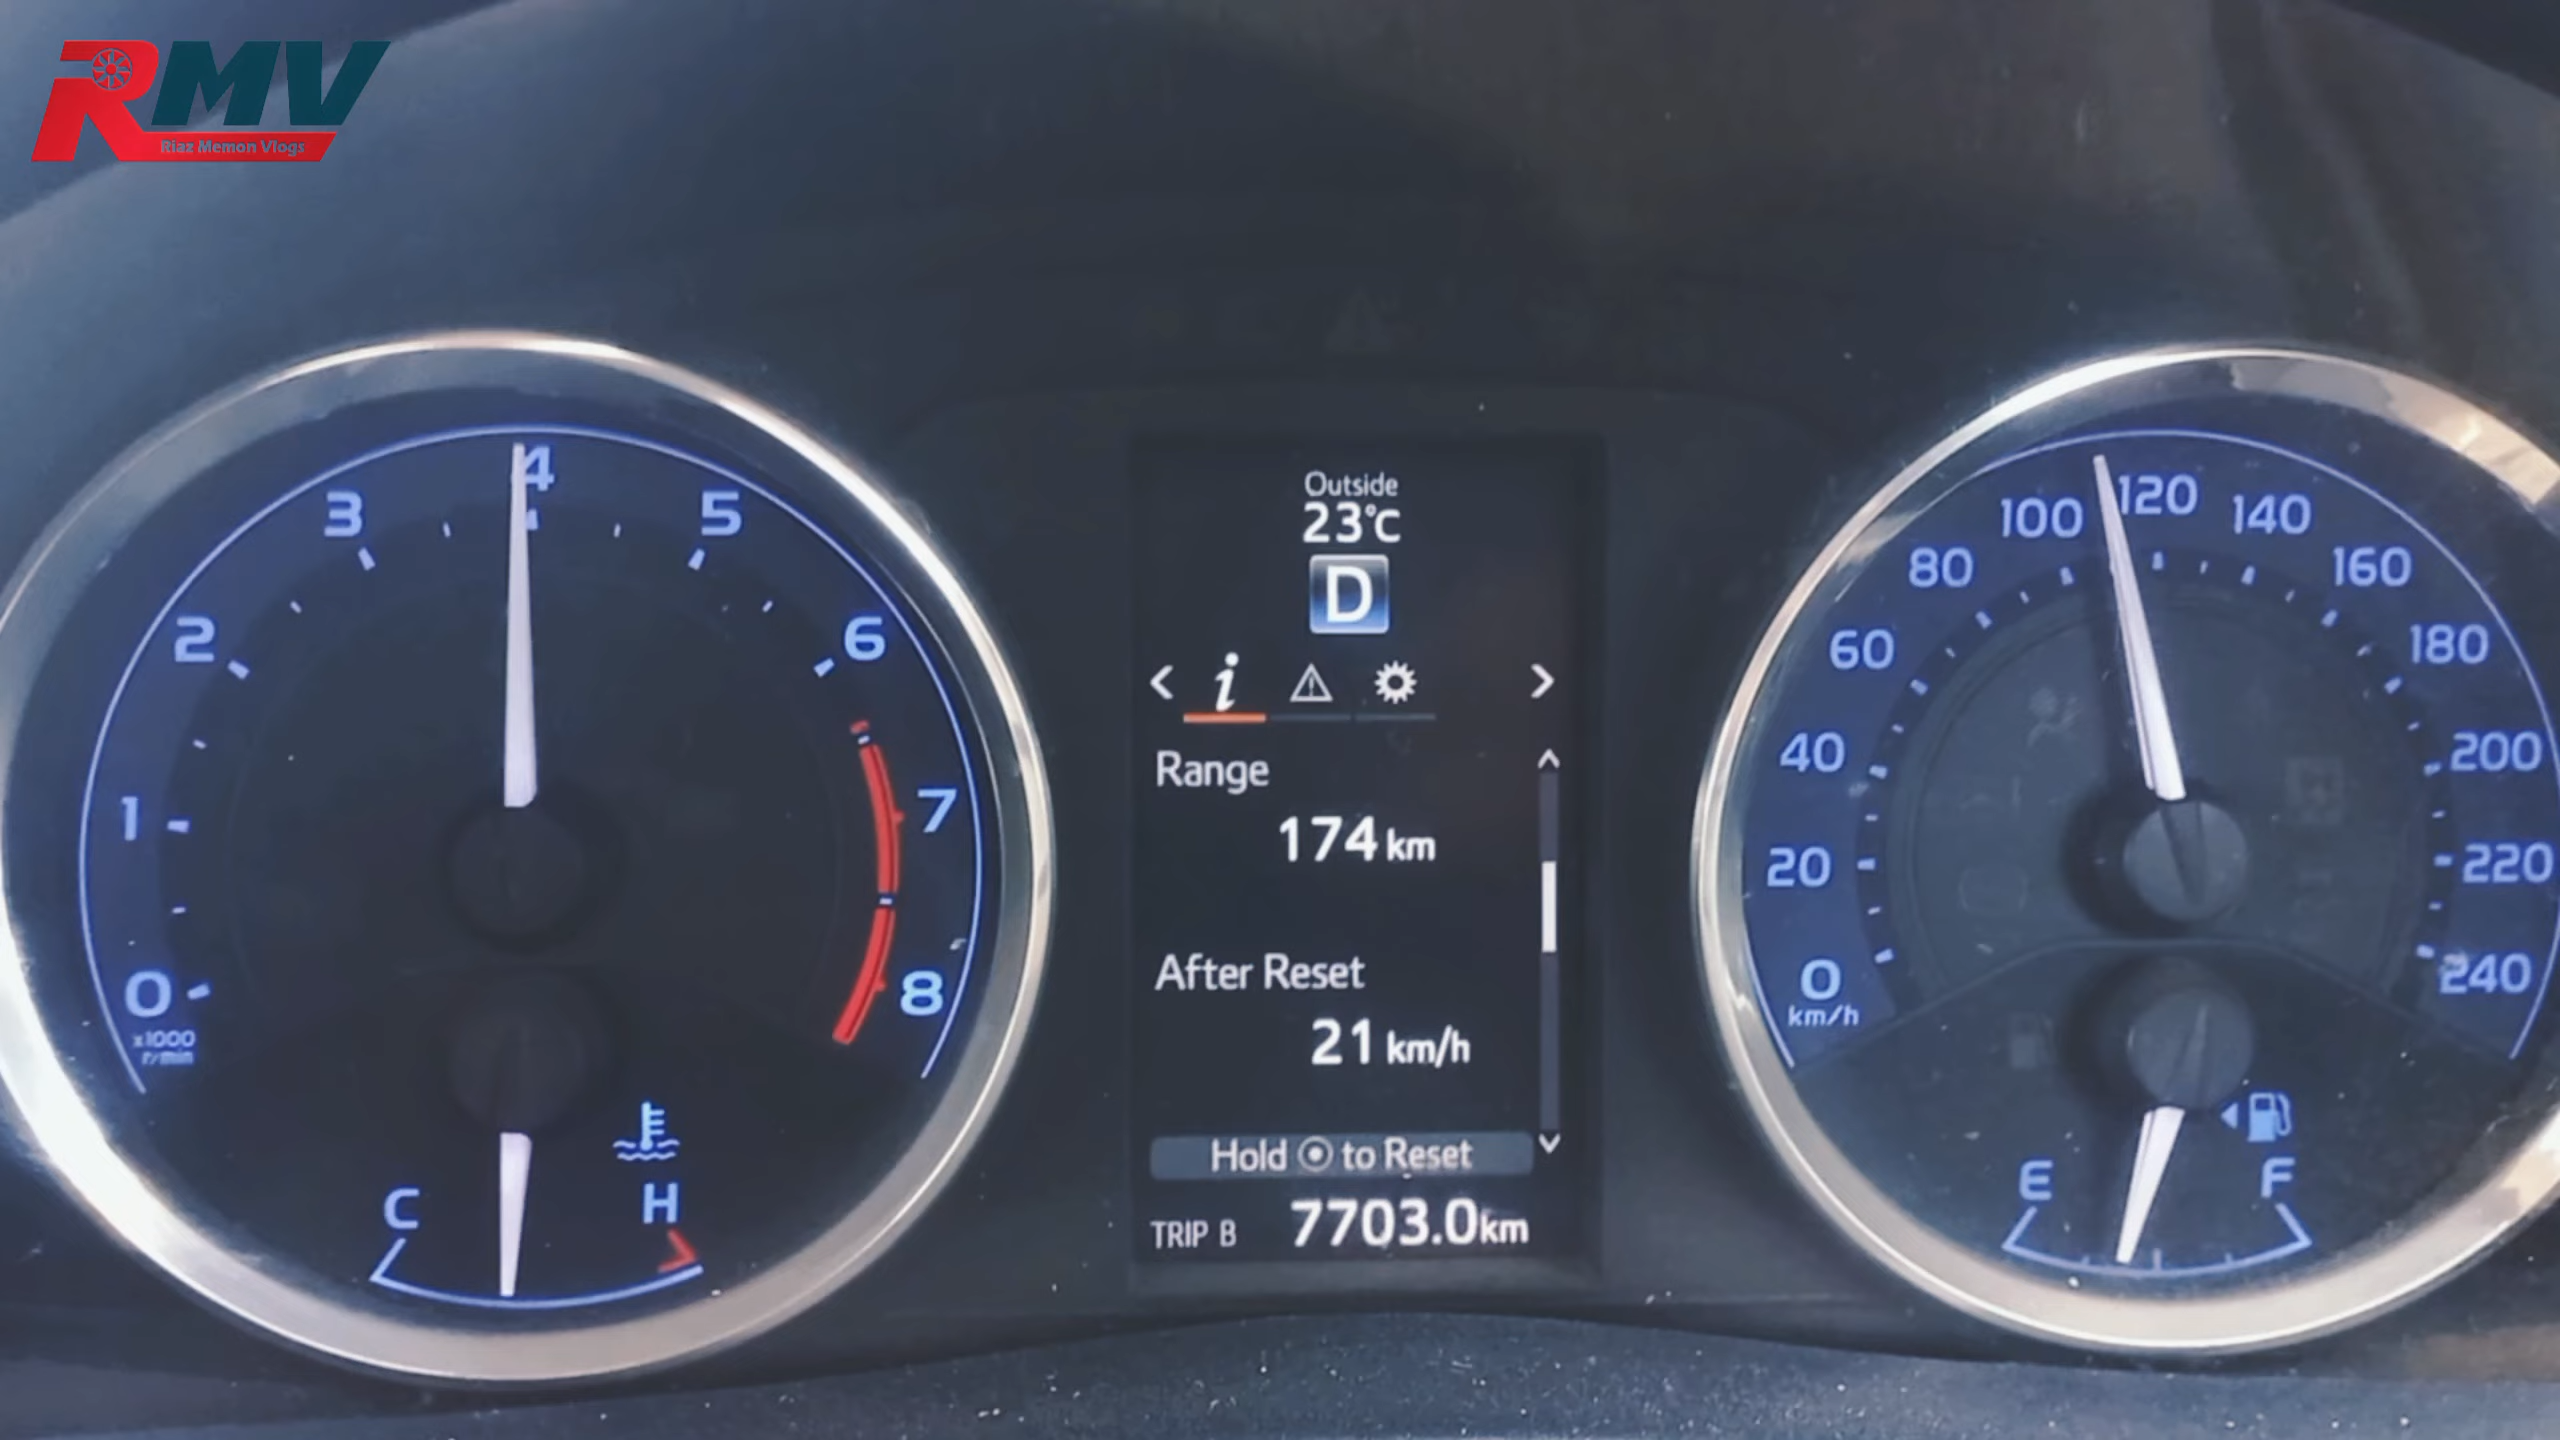 RMV
Riaz Memon Vlogs
0
1
2
3
4
5
6
7
8
x1000
r/min
C
H
Outside
23°C
D
i
Range
174 km
After Reset
21 km/h
Hold to Reset
TRIP B 7703.0km
0
km/h
20
40
60
80
100
120
140
160
180
200
220
240
E
F